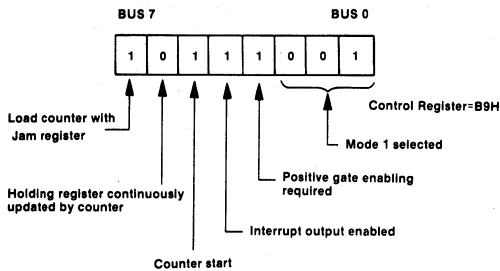 BUS 7 BUS 0
1 0 1 1 1 0 0 1
Load counter with
Jam register
Control Register=B9H
Mode 1 selected
Positive gate enabling
required
Holding register continuously
updated by counter
Interrupt output enabled
Counter start